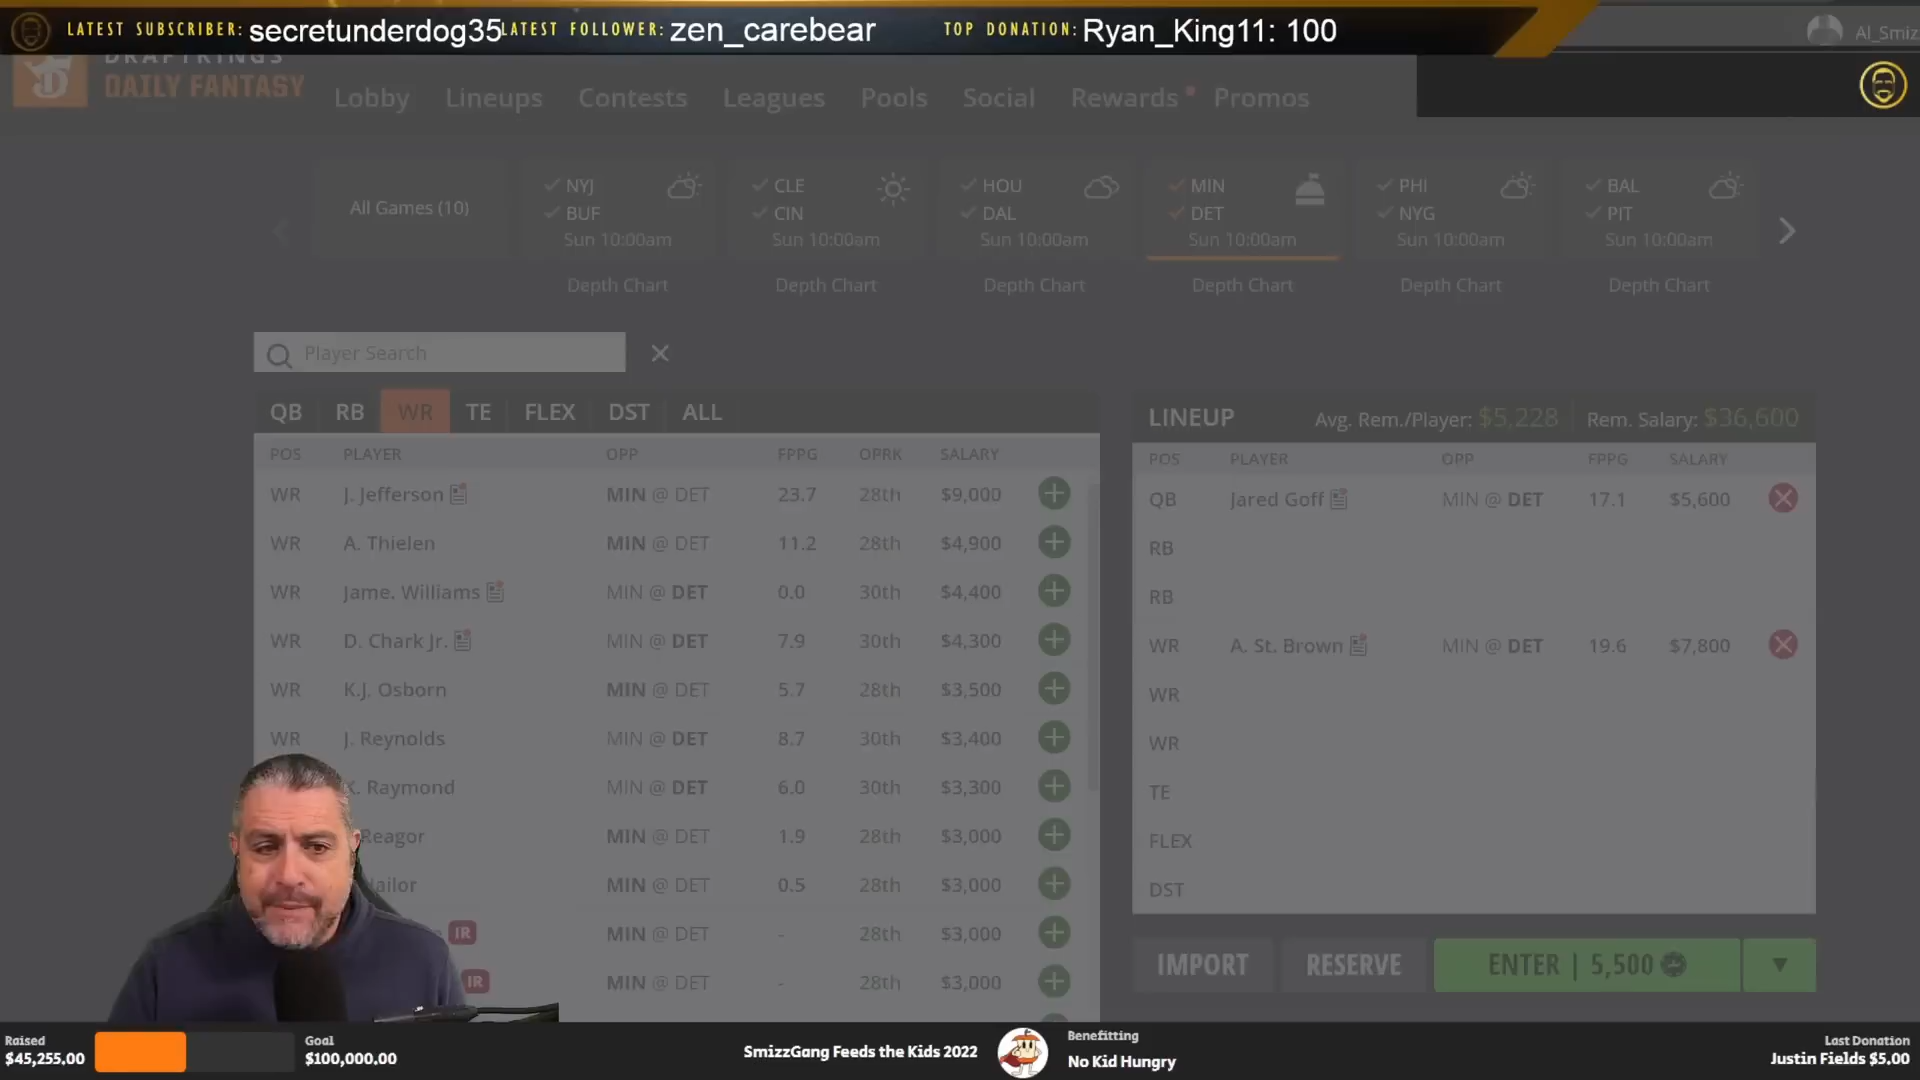 LATEST SUBSCRIBER: secretunderdog35 LATEST FOLLOWER: zen_carebear TOP DONATION: Ryan_King11: 100
Al_Smiz
DRAFTKINGS
DAILY FANTASY
Lobby Lineups Contests Leagues Pools Social Rewards Promos
All Games (10)
NYJ
BUF
Sun 10:00am
CLE
CIN
Sun 10:00am
HOU
DAL
Sun 10:00am
MIN
DET
Sun 10:00am
PHI
NYG
Sun 10:00am
BAL
PIT
Sun 10:00am
Depth Chart Depth Chart Depth Chart Depth Chart Depth Chart Depth Chart
Player Search
QB RB WR TE FLEX DST ALL
POS PLAYER OPP FPPG OPRK SALARY
WR J. Jefferson MIN @ DET 23.7 28th $9,000
WR A. Thielen MIN @ DET 11.2 28th $4,900
WR Jame. Williams MIN @ DET 0.0 30th $4,400
WR D. Chark Jr. MIN @ DET 7.9 30th $4,300
WR K.J. Osborn MIN @ DET 5.7 28th $3,500
WR J. Reynolds MIN @ DET 8.7 30th $3,400
K. Raymond MIN @ DET 6.0 30th $3,300
Reagor MIN @ DET 1.9 28th $3,000
Nailor MIN @ DET 0.5 28th $3,000
IR MIN @ DET - 28th $3,000
IR MIN @ DET - 28th $3,000
LINEUP Avg. Rem./Player: $5,228 Rem. Salary: $36,600
POS PLAYER OPP FPPG SALARY
QB Jared Goff MIN @ DET 17.1 $5,600
RB
RB
WR A. St. Brown MIN @ DET 19.6 $7,800
WR
WR
TE
FLEX
DST
IMPORT RESERVE ENTER | 5,500
Raised
$45,255.00
Goal
$100,000.00
SmizzGang Feeds the Kids 2022
Benefitting
No Kid Hungry
Last Donation
Justin Fields $5.00